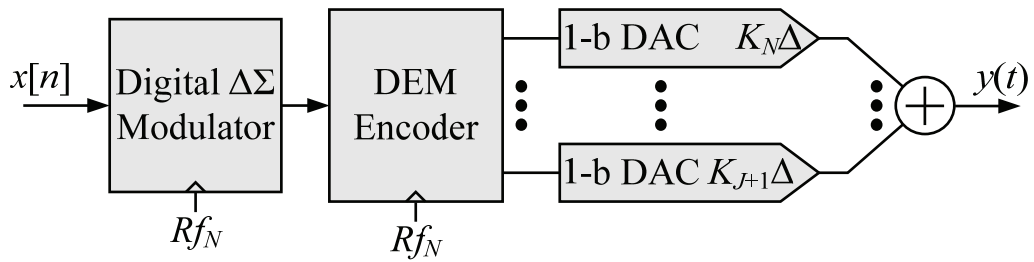 x[n]
Digital ΔΣ
Modulator
Rf_N
DEM
Encoder
Rf_N
1-b DAC K_NΔ
1-b DAC K_{J+1}Δ
y(t)